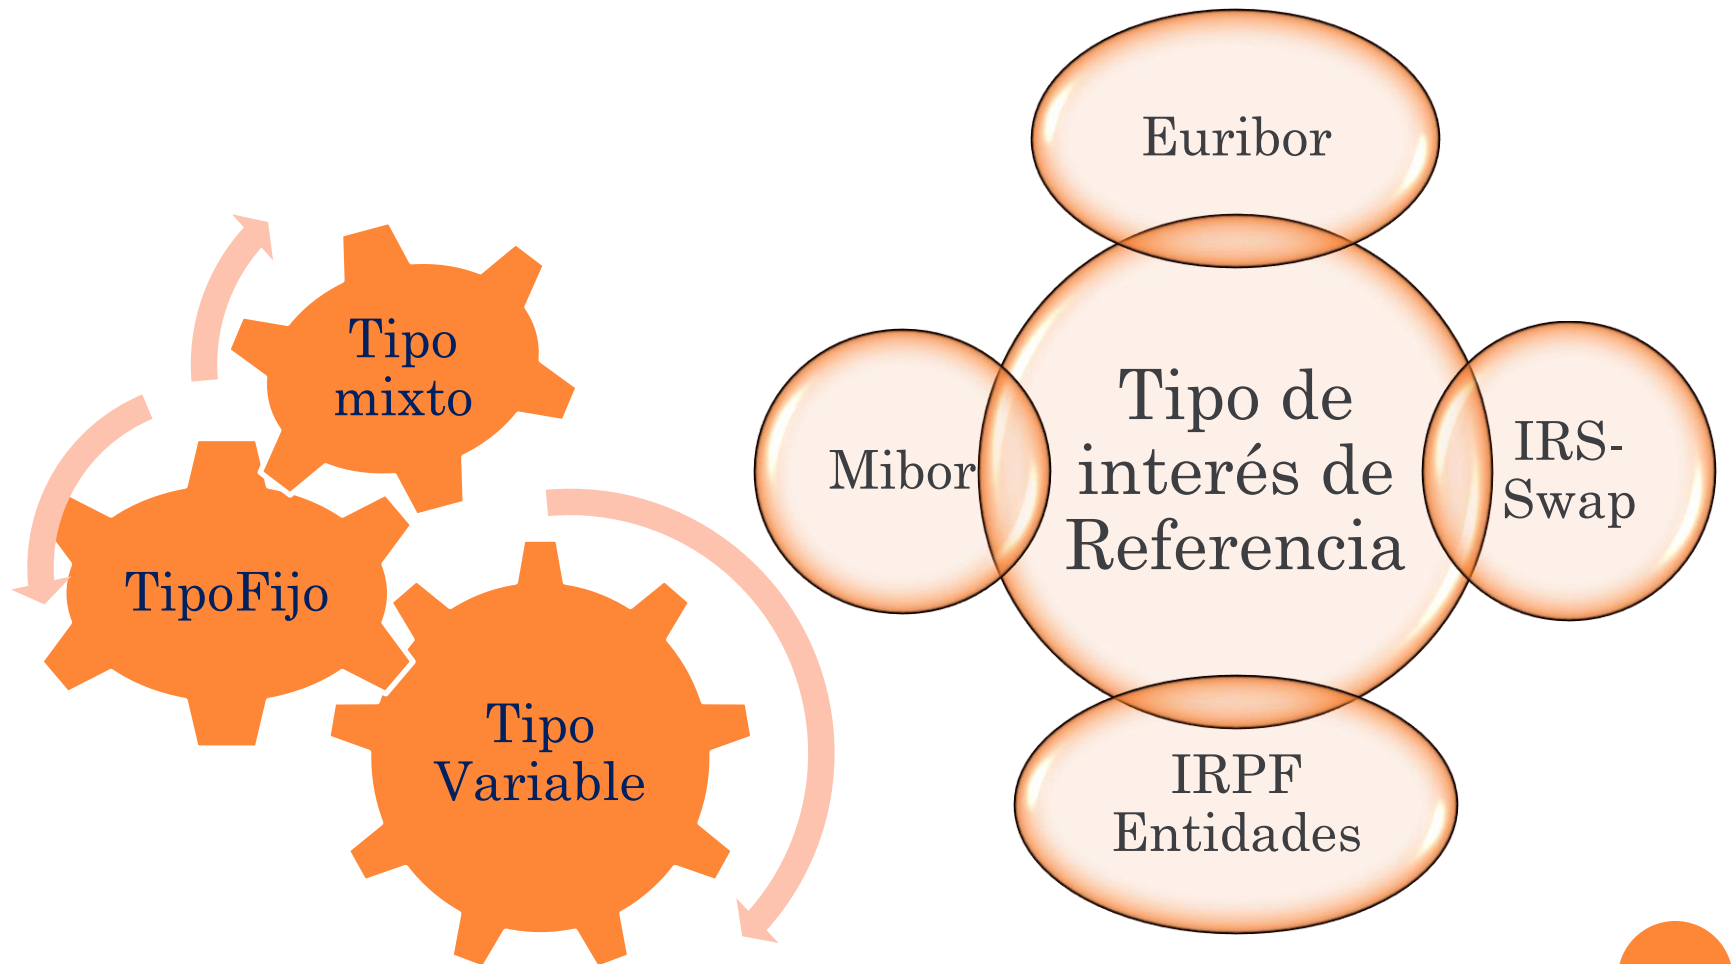 Tipo
mixto
TipoFijo
Tipo
Variable
Euribor
Mibor
Tipo de
interés de
Referencia
IRS-
Swap
IRPF
Entidades